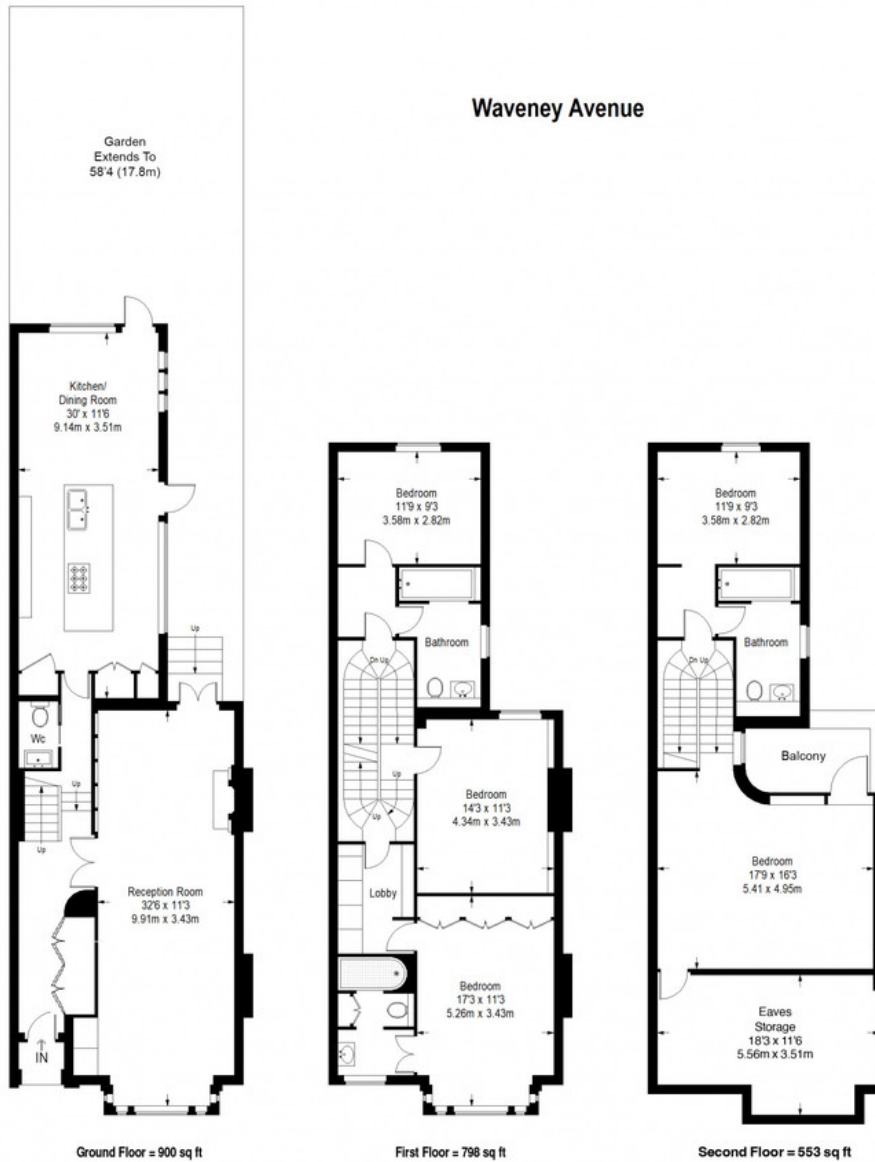 Waveney Avenue
Garden
Extends To
58'4 (17.8m)
Kitchen/
Dining Room
30' x 11'6
9.14m x 3.51m
Up
Wc
Up
Up
Reception Room
32'6 x 11'3
9.91m x 3.43m
IN
Ground Floor = 900 sq ft
Bedroom
11'9 x 9'3
3.58m x 2.82m
Bathroom
Dn Up
Up
Up
Bedroom
14'3 x 11'3
4.34m x 3.43m
Lobby
Bedroom
17'3 x 11'3
5.26m x 3.43m
First Floor = 798 sq ft
Bedroom
11'9 x 9'3
3.58m x 2.82m
Bathroom
Dn Up
Balcony
Bedroom
17'9 x 16'3
5.41 x 4.95m
Eaves
Storage
18'3 x 11'6
5.56m x 3.51m
Second Floor = 553 sq ft